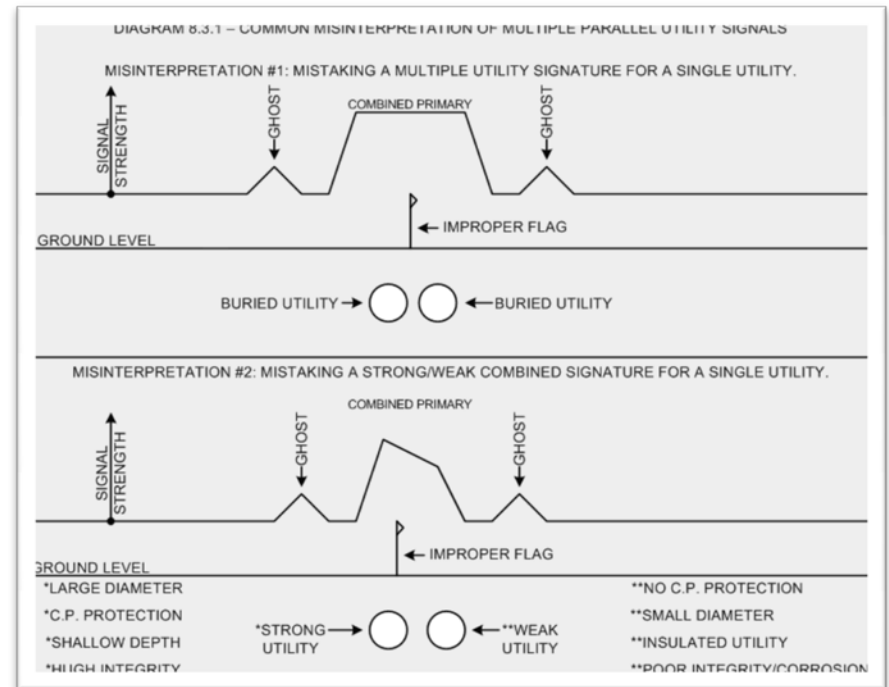 DIAGRAM 8.3.1 – COMMON MISINTERPRETATION OF MULTIPLE PARALLEL UTILITY SIGNALS
MISINTERPRETATION #1: MISTAKING A MULTIPLE UTILITY SIGNATURE FOR A SINGLE UTILITY.
SIGNAL
STRENGTH
GHOST
COMBINED PRIMARY
GHOST
IMPROPER FLAG
GROUND LEVEL
BURIED UTILITY
BURIED UTILITY
MISINTERPRETATION #2: MISTAKING A STRONG/WEAK COMBINED SIGNATURE FOR A SINGLE UTILITY.
SIGNAL
STRENGTH
GHOST
COMBINED PRIMARY
GHOST
IMPROPER FLAG
GROUND LEVEL
*LARGE DIAMETER
*C.P. PROTECTION
*SHALLOW DEPTH
*HUGH INTEGRITY
*STRONG
UTILITY
**WEAK
UTILITY
**NO C.P. PROTECTION
**SMALL DIAMETER
**INSULATED UTILITY
**POOR INTEGRITY/CORROSION